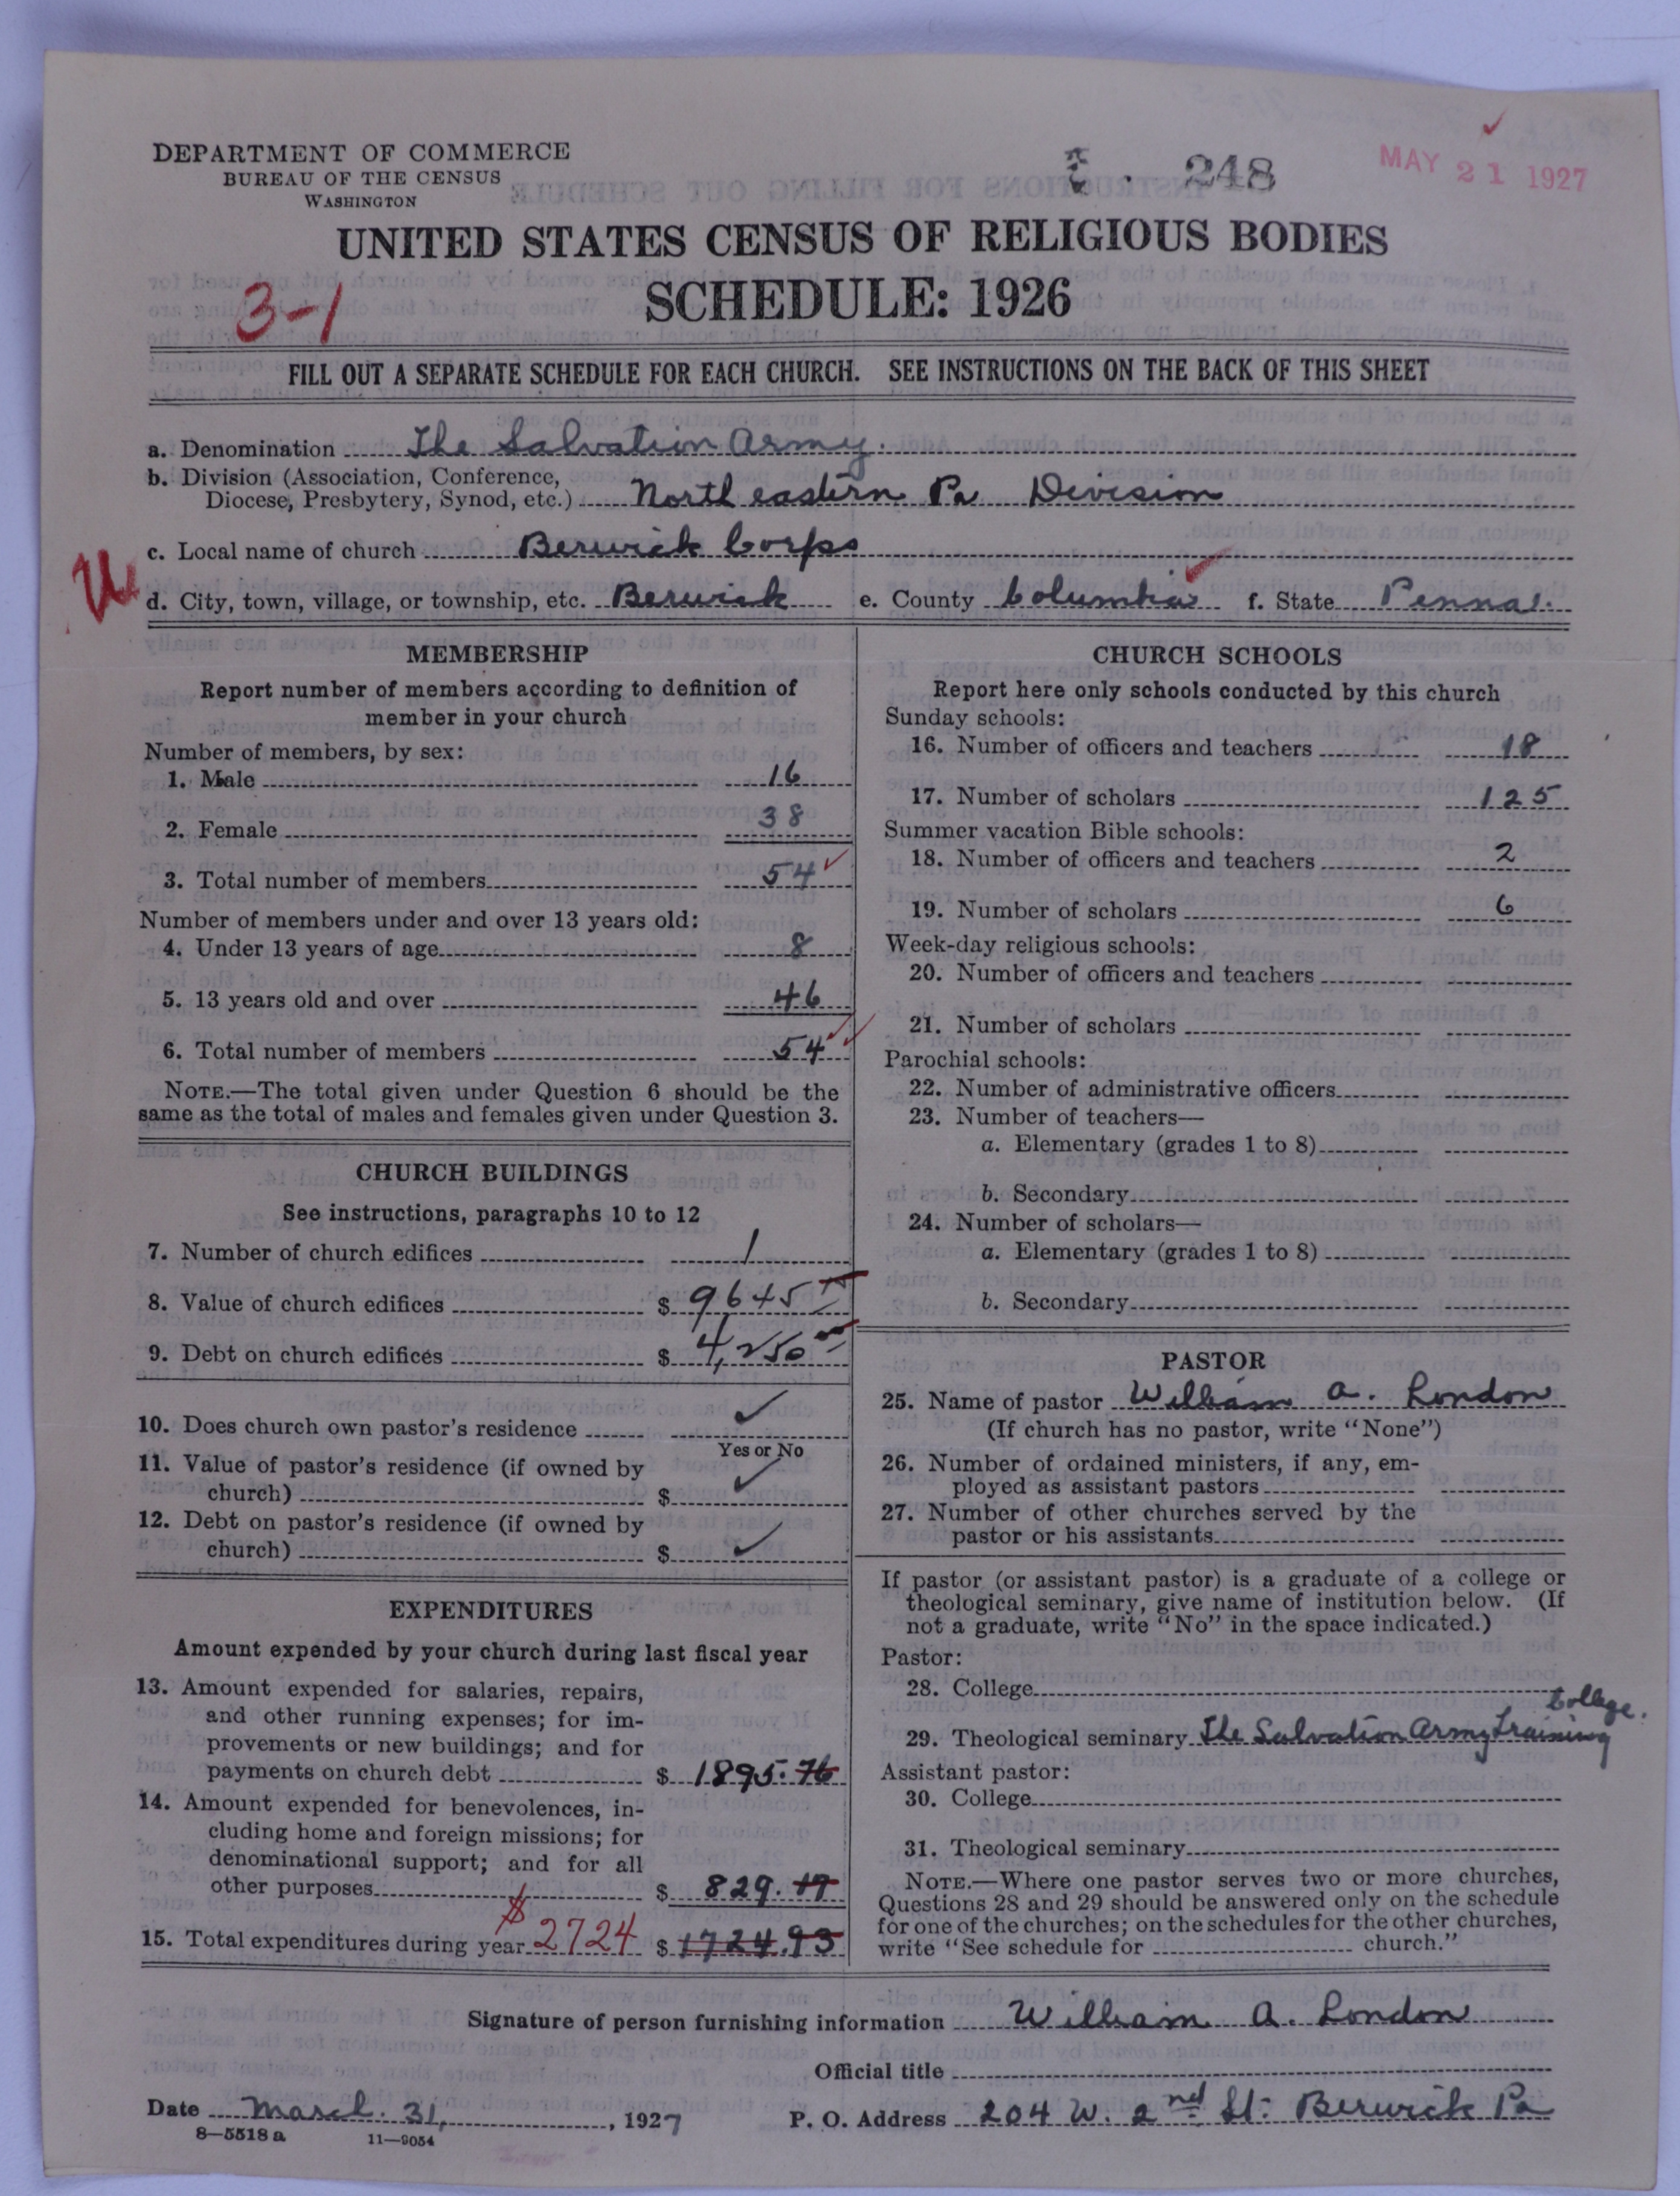 DEPARTMENT OF COMMERCE
BUREAU OF THE CENSUS
WASHINGTON
248
MAY 21 1927
UNITED STATES CENSUS OF RELIGIOUS BODIES
SCHEDULE: 1926
3-1
FILL OUT A SEPARATE SCHEDULE FOR EACH CHURCH. SEE INSTRUCTIONS ON THE BACK OF THIS SHEET
a. Denomination The Salvation Army.
b. Division (Association, Conference,
Diocese, Presbytery, Synod, etc.) North eastern Pa Division
c. Local name of church Berwick Corps
U
d. City, town, village, or township, etc. Berwick e. County Columbia f. State Penna.
MEMBERSHIP
Report number of members according to definition of
member in your church
Number of members, by sex:
1. Male 16
2. Female 38
3. Total number of members 54 ✓
Number of members under and over 13 years old:
4. Under 13 years of age 8
5. 13 years old and over 46
6. Total number of members 54 ✓✓
NOTE.—The total given under Question 6 should be the
same as the total of males and females given under Question 3.
CHURCH BUILDINGS
See instructions, paragraphs 10 to 12
7. Number of church edifices 1
8. Value of church edifices $ 9645
9. Debt on church edifices $ 4,250
10. Does church own pastor's residence ✓
Yes or No
11. Value of pastor's residence (if owned by
church) $ ✓
12. Debt on pastor's residence (if owned by
church) $ ✓
EXPENDITURES
Amount expended by your church during last fiscal year
13. Amount expended for salaries, repairs,
and other running expenses; for im-
provements or new buildings; and for
payments on church debt $ 1895.76
14. Amount expended for benevolences, in-
cluding home and foreign missions; for
denominational support; and for all
other purposes $ 829.17
15. Total expenditures during year $2724 $ 1724.93
CHURCH SCHOOLS
Report here only schools conducted by this church
Sunday schools:
16. Number of officers and teachers 18
17. Number of scholars 125
Summer vacation Bible schools:
18. Number of officers and teachers 2
19. Number of scholars 6
Week-day religious schools:
20. Number of officers and teachers
21. Number of scholars
Parochial schools:
22. Number of administrative officers
23. Number of teachers—
a. Elementary (grades 1 to 8)
b. Secondary
24. Number of scholars—
a. Elementary (grades 1 to 8)
b. Secondary
PASTOR
25. Name of pastor William A. London
(If church has no pastor, write "None")
26. Number of ordained ministers, if any, em-
ployed as assistant pastors
27. Number of other churches served by the
pastor or his assistants
If pastor (or assistant pastor) is a graduate of a college or
theological seminary, give name of institution below. (If
not a graduate, write "No" in the space indicated.)
Pastor:
28. College
29. Theological seminary The Salvation Army Training College.
Assistant pastor:
30. College
31. Theological seminary
NOTE.—Where one pastor serves two or more churches,
Questions 28 and 29 should be answered only on the schedule
for one of the churches; on the schedules for the other churches,
write "See schedule for church."
Signature of person furnishing information William A. London
Official title
Date March. 31, 1927 P. O. Address 204 W. 2nd St. Berwick Pa
8—5518 a 11—9054